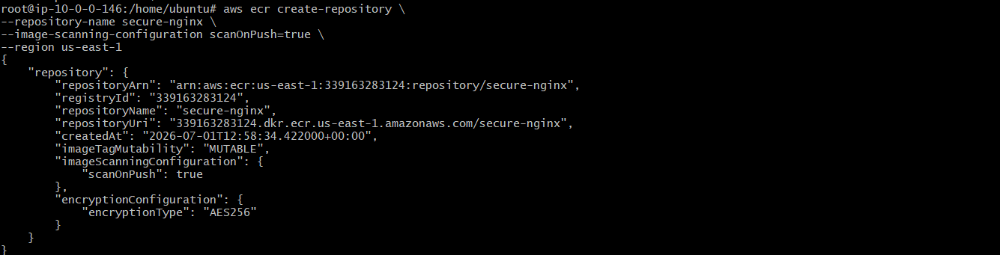 root@ip-10-0-0-146:/home/ubuntu# aws ecr create-repository \
--repository-name secure-nginx \
--image-scanning-configuration scanOnPush=true \
--region us-east-1
{
    "repository": {
        "repositoryArn": "arn:aws:ecr:us-east-1:339163283124:repository/secure-nginx",
        "registryId": "339163283124",
        "repositoryName": "secure-nginx",
        "repositoryUri": "339163283124.dkr.ecr.us-east-1.amazonaws.com/secure-nginx",
        "createdAt": "2026-07-01T12:58:34.422000+00:00",
        "imageTagMutability": "MUTABLE",
        "imageScanningConfiguration": {
            "scanOnPush": true
        },
        "encryptionConfiguration": {
            "encryptionType": "AES256"
        }
    }
}